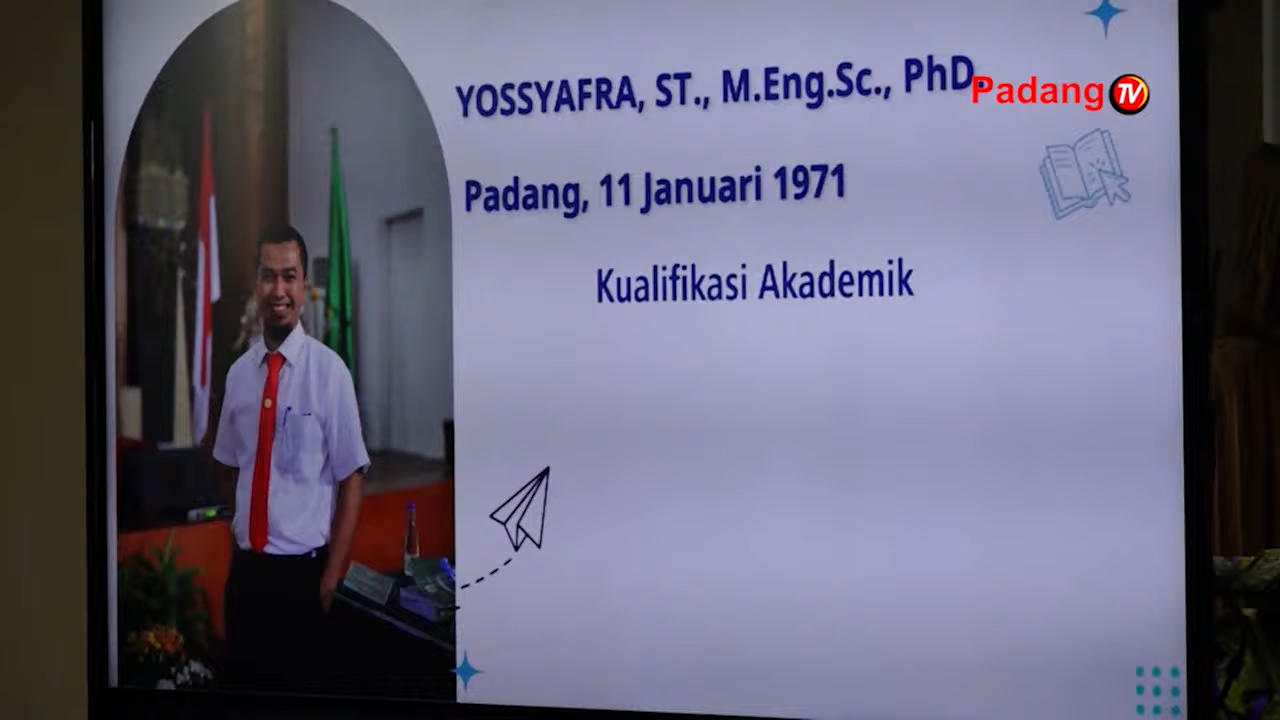 YOSSYAFRA, ST., M.Eng.Sc., PhD.
Padang TV
Padang, 11 Januari 1971
Kualifikasi Akademik